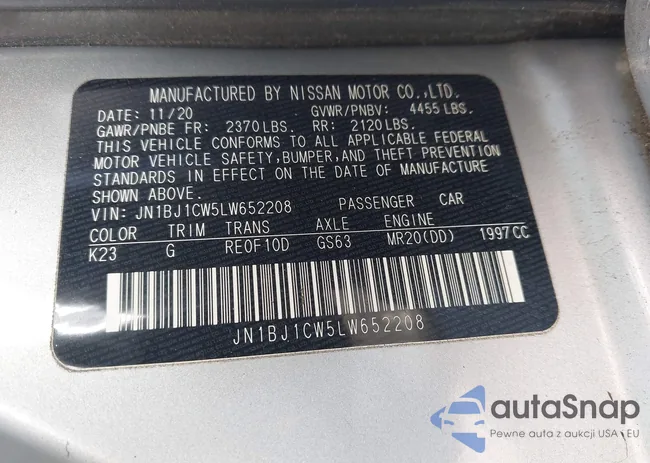 MANUFACTURED BY NISSAN MOTOR CO.,LTD.
DATE: 11/20 GVWR/PNBV: 4455 LBS.
GAWR/PNBE FR: 2370 LBS. RR: 2120 LBS.
THIS VEHICLE CONFORMS TO ALL APPLICABLE FEDERAL
MOTOR VEHICLE SAFETY, BUMPER, AND THEFT PREVENTION
STANDARDS IN EFFECT ON THE DATE OF MANUFACTURE
SHOWN ABOVE.
VIN: JN1BJ1CW5LW652208 PASSENGER CAR
COLOR TRIM TRANS AXLE ENGINE
K23 G RE0F10D GS63 MR20(DD) 1997CC
JN1BJ1CW5LW652208
autaSnap
Pewne auta z aukcji USA i EU